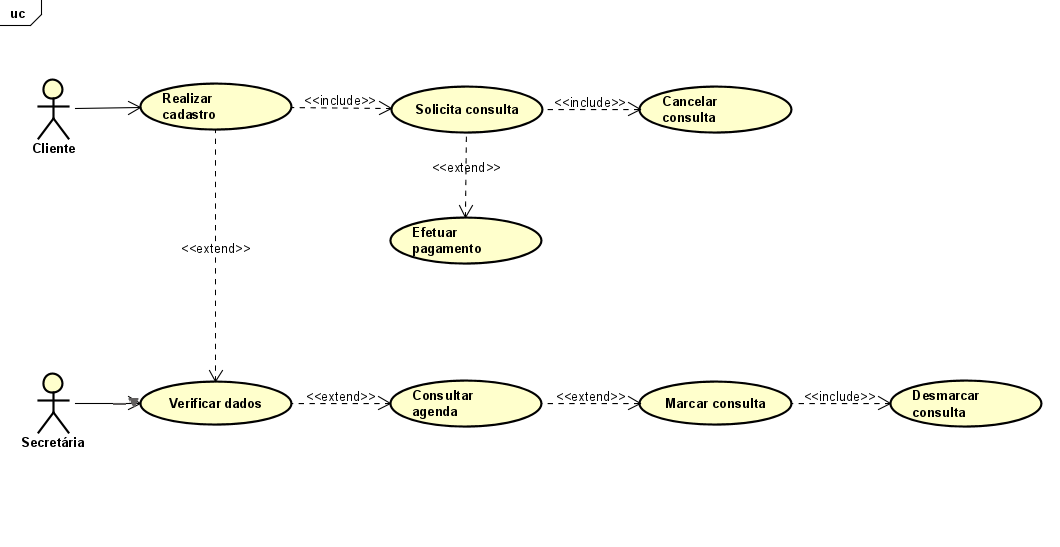 uc
Realizar
cadastro
<<include>>
Solicita consulta
<<include>>
Cancelar
consulta
Cliente
<<extend>>
Efetuar
pagamento
<<extend>>
Secretária
Verificar dados
<<extend>>
Consultar
agenda
<<extend>>
Marcar consulta
<<include>>
Desmarcar
consulta